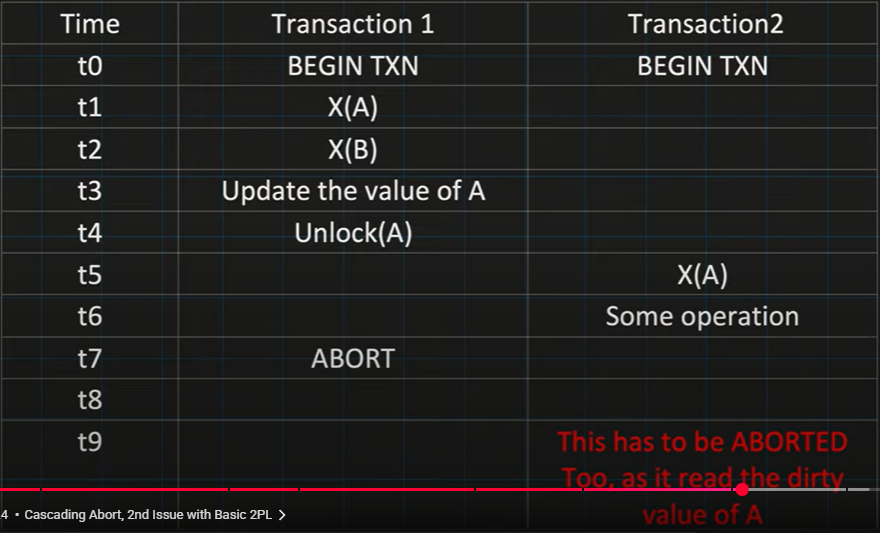 Time Transaction 1 Transaction2
t0 BEGIN TXN BEGIN TXN
t1 X(A)
t2 X(B)
t3 Update the value of A
t4 Unlock(A)
t5 X(A)
t6 Some operation
t7 ABORT
t8
t9 This has to be ABORTED
Too, as it read the dirty
value of A
4 • Cascading Abort, 2nd Issue with Basic 2PL >